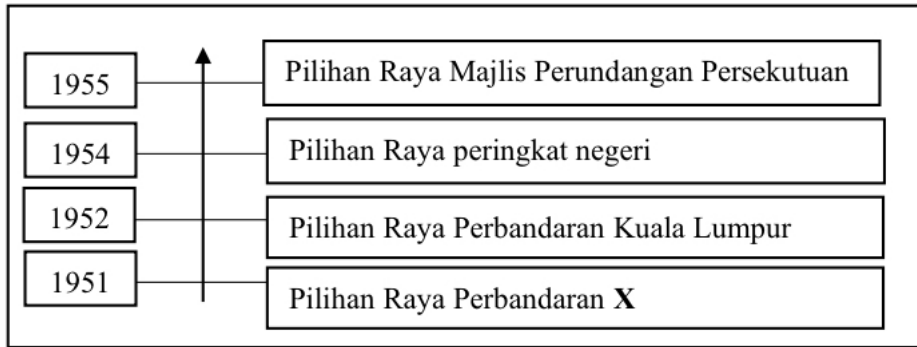 1955
Pilihan Raya Majlis Perundangan Persekutuan
1954
Pilihan Raya peringkat negeri
1952
Pilihan Raya Perbandaran Kuala Lumpur
1951
Pilihan Raya Perbandaran X